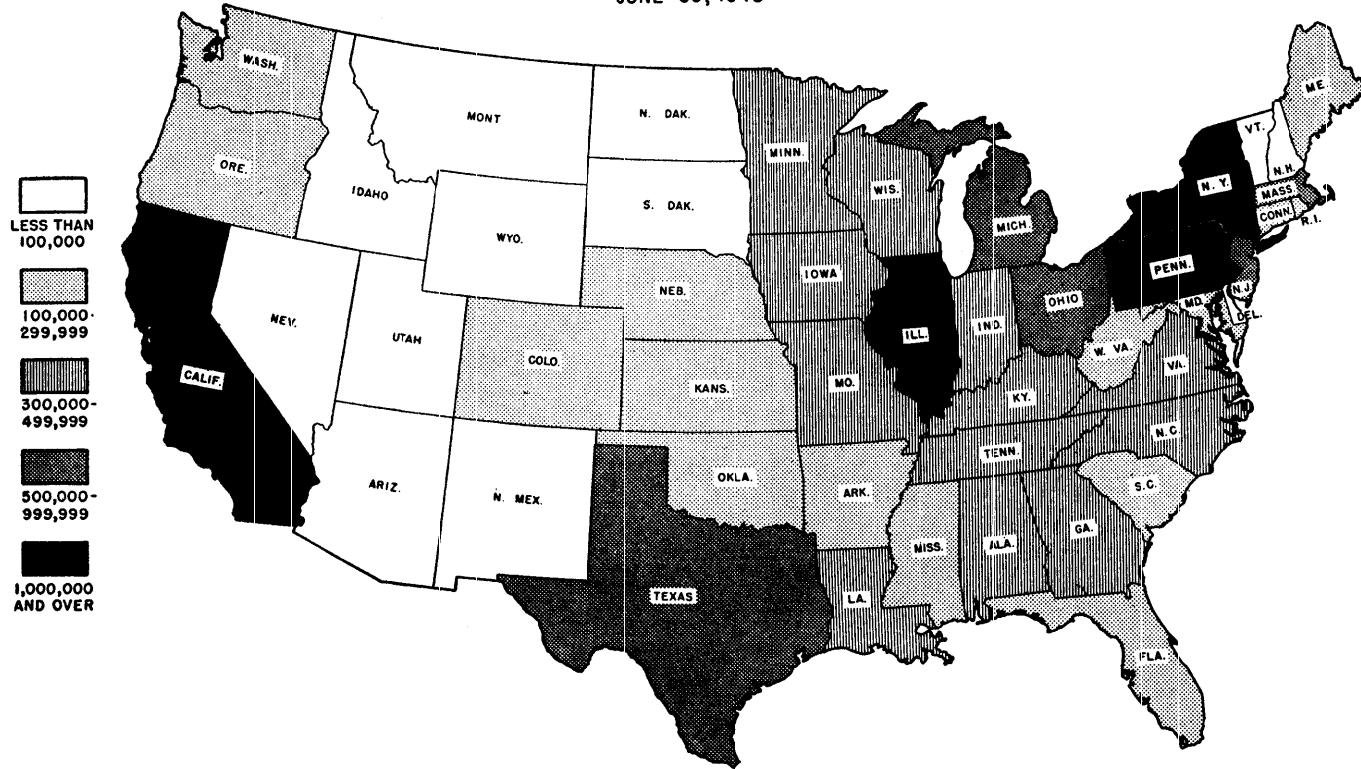 WASH.
ORE.
CALIF.
NEV.
IDAHO
MONT
WYO.
UTAH
ARIZ.
COLO.
N. MEX.
N. DAK.
S. DAK.
NEB.
KANS.
OKLA.
TEXAS
MINN.
IOWA
MO.
ARK.
LA.
WIS.
ILL.
MICH.
IND.
OHIO
KY.
TENN.
MISS.
ALA.
GA.
FLA.
S.C.
N.C.
VA.
W. VA.
MD.
DEL.
N.J.
PENN.
N.Y.
VT.
N.H.
ME.
MASS.
CONN.
R.I.
LESS THAN
100,000
100,000-
299,999
300,000-
499,999
500,000-
999,999
1,000,000
AND OVER